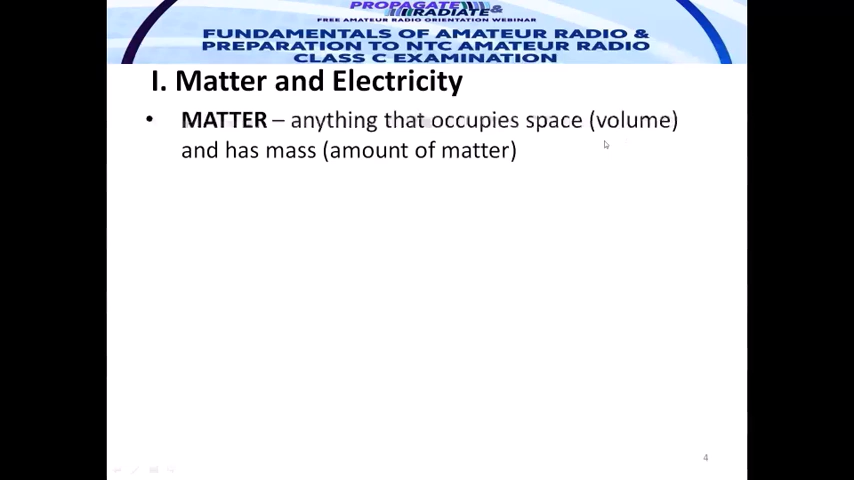 PROPAGATE &
RADIATE
FREE AMATEUR RADIO ORIENTATION WEBINAR
FUNDAMENTALS OF AMATEUR RADIO &
PREPARATION TO NTC AMATEUR RADIO
CLASS C EXAMINATION
I. Matter and Electricity
• MATTER – anything that occupies space (volume)
and has mass (amount of matter)
4